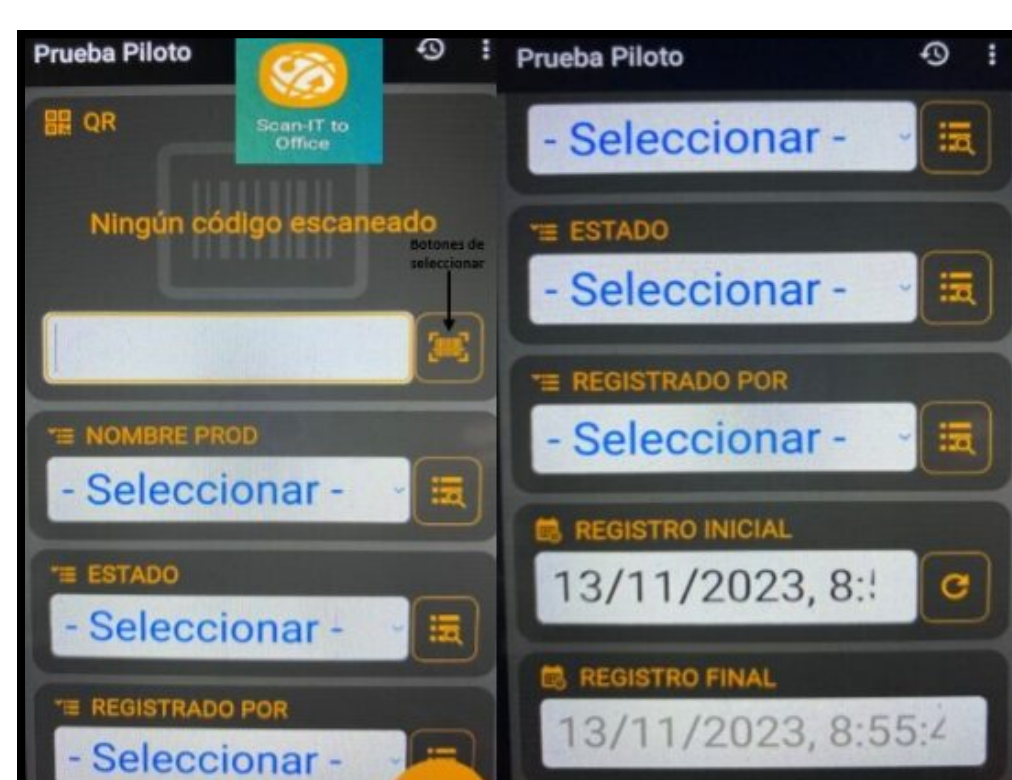 Prueba Piloto
Scan-IT to
Office
QR
Ningún código escaneado
Botones de
seleccionar
NOMBRE PROD
- Seleccionar -
ESTADO
- Seleccionar -
REGISTRADO POR
- Seleccionar -
Prueba Piloto
- Seleccionar -
ESTADO
- Seleccionar -
REGISTRADO POR
- Seleccionar -
REGISTRO INICIAL
13/11/2023, 8:
REGISTRO FINAL
13/11/2023, 8:55: